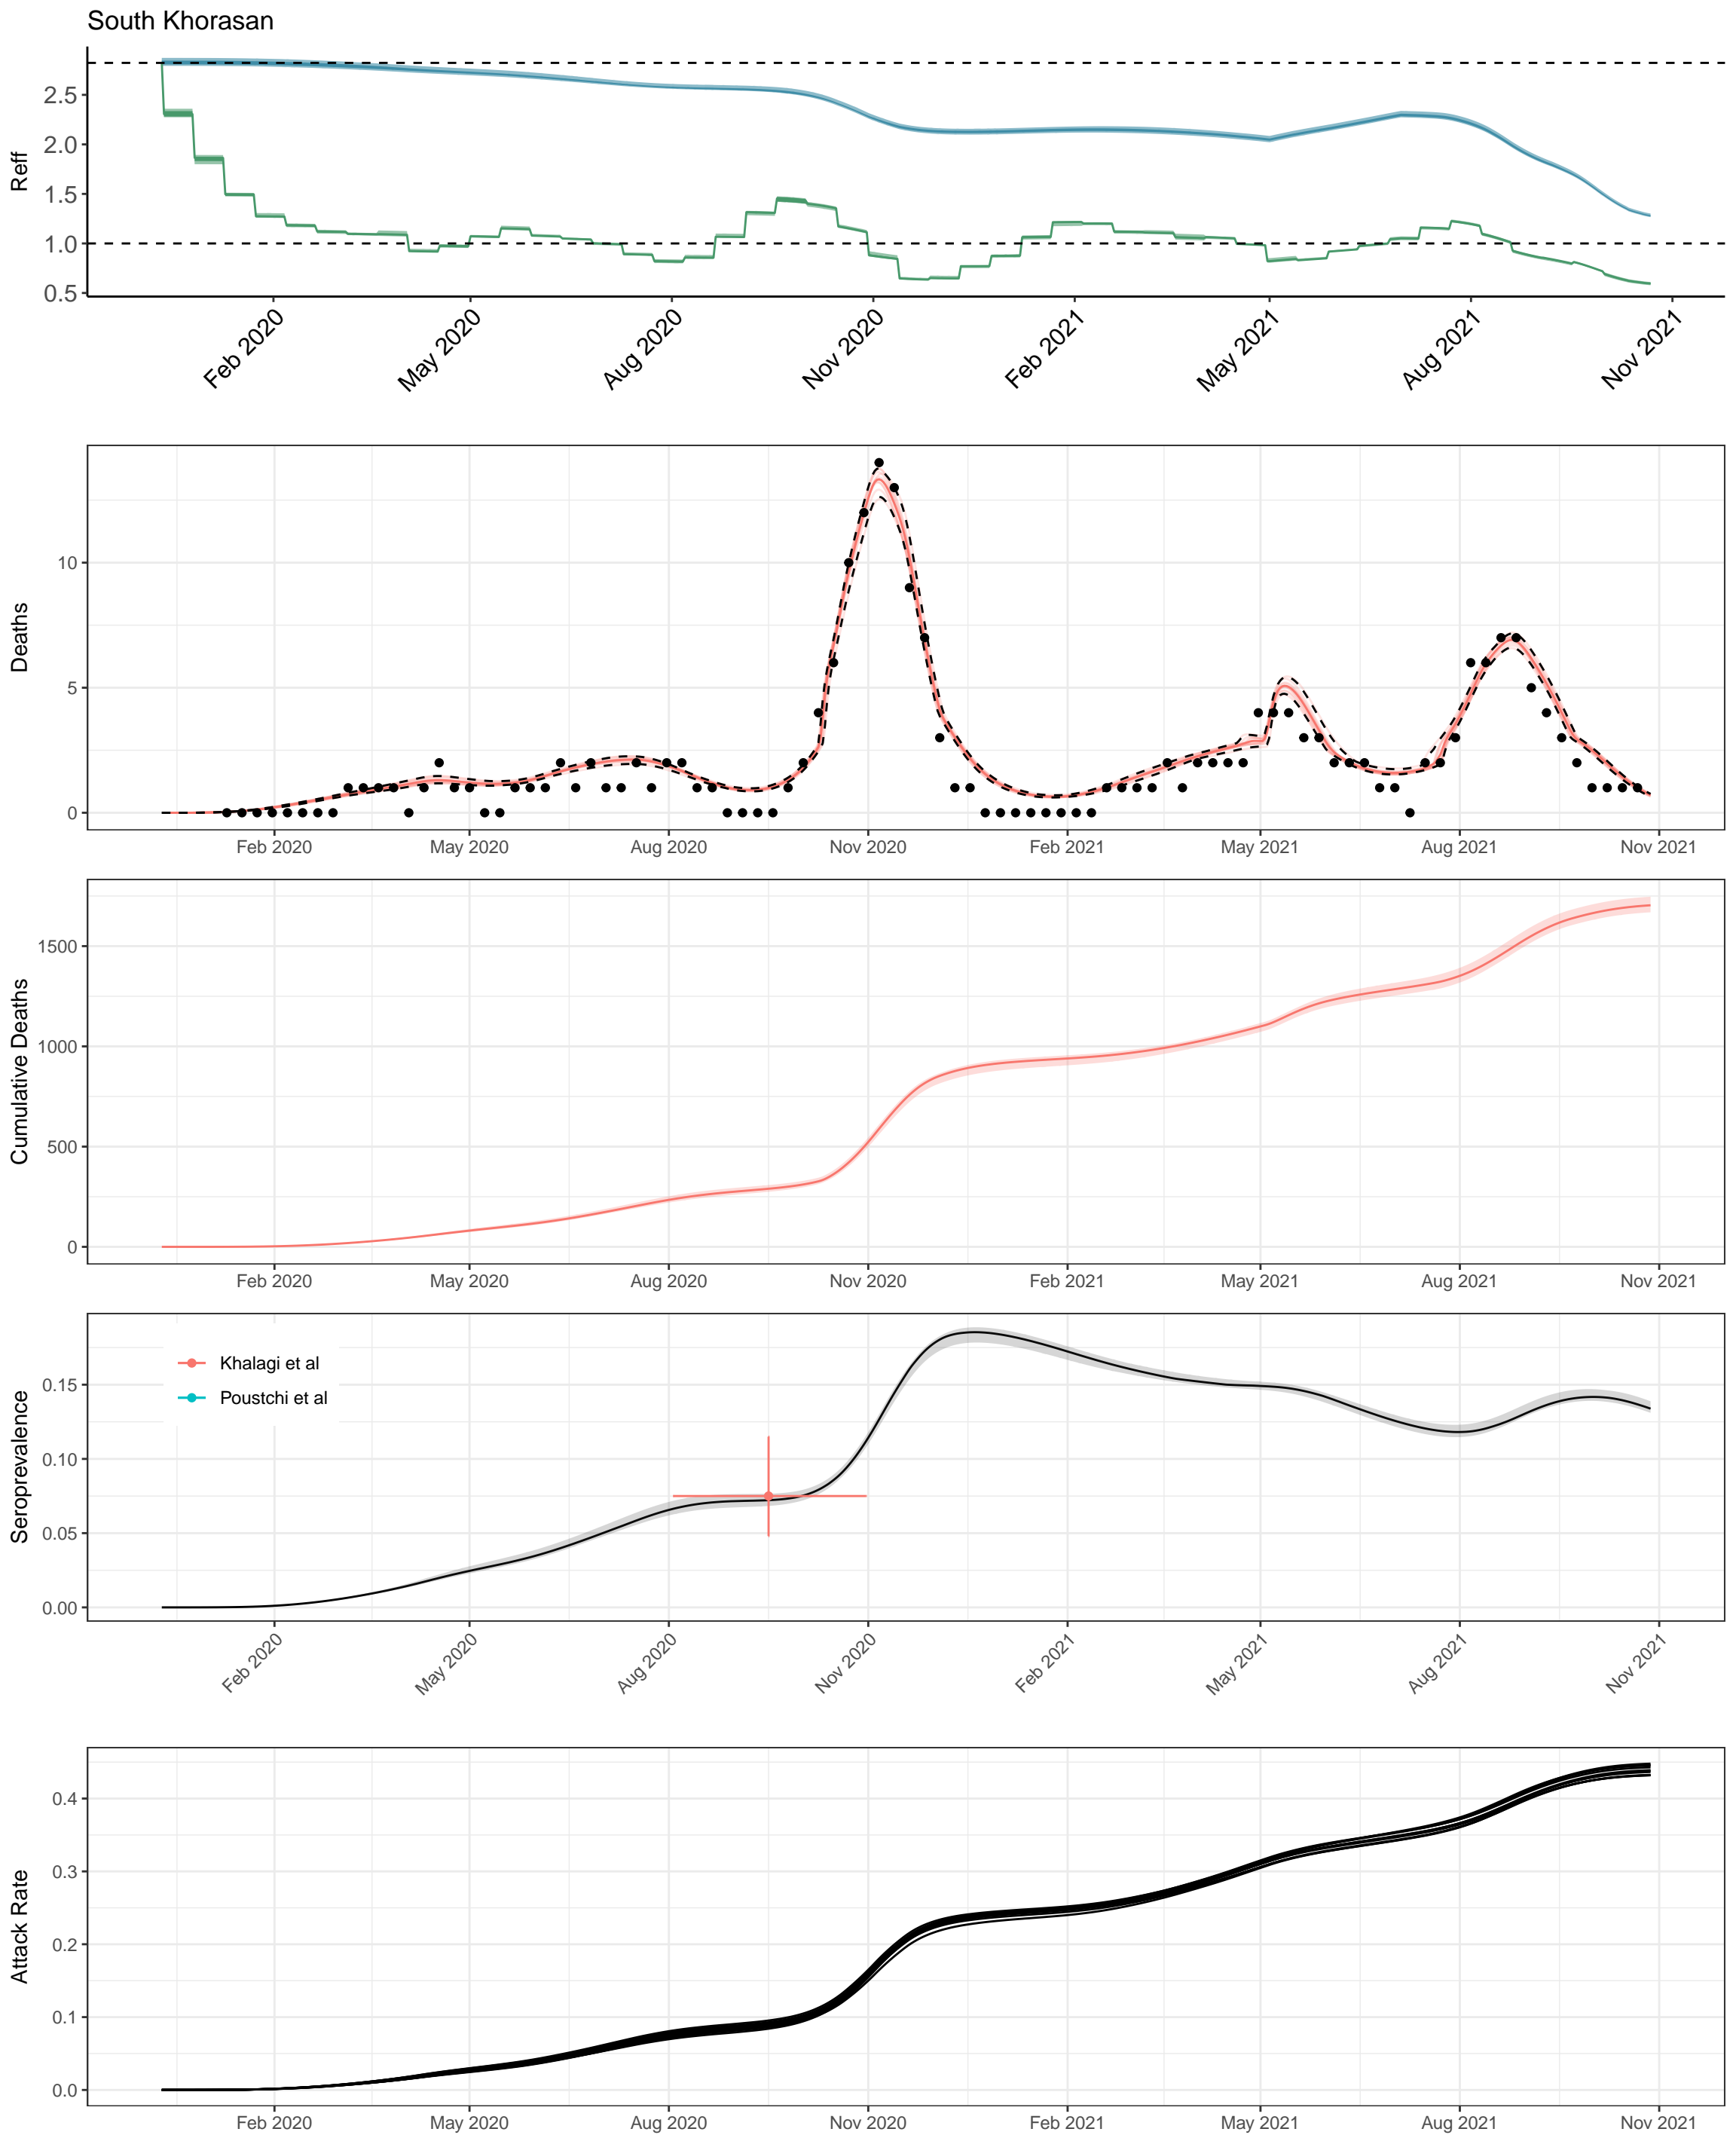 South Khorasan
Reff
2.5
2.0
1.5
1.0
0.5
Feb 2020 May 2020 Aug 2020 Nov 2020 Feb 2021 May 2021 Aug 2021 Nov 2021
Deaths
10
5
0
Feb 2020 May 2020 Aug 2020 Nov 2020 Feb 2021 May 2021 Aug 2021 Nov 2021
Cumulative Deaths
1500
1000
500
0
Feb 2020 May 2020 Aug 2020 Nov 2020 Feb 2021 May 2021 Aug 2021 Nov 2021
Seroprevalence
Khalagi et al
Poustchi et al
0.15
0.10
0.05
0.00
Feb 2020 May 2020 Aug 2020 Nov 2020 Feb 2021 May 2021 Aug 2021 Nov 2021
Attack Rate
0.4
0.3
0.2
0.1
0.0
Feb 2020 May 2020 Aug 2020 Nov 2020 Feb 2021 May 2021 Aug 2021 Nov 2021